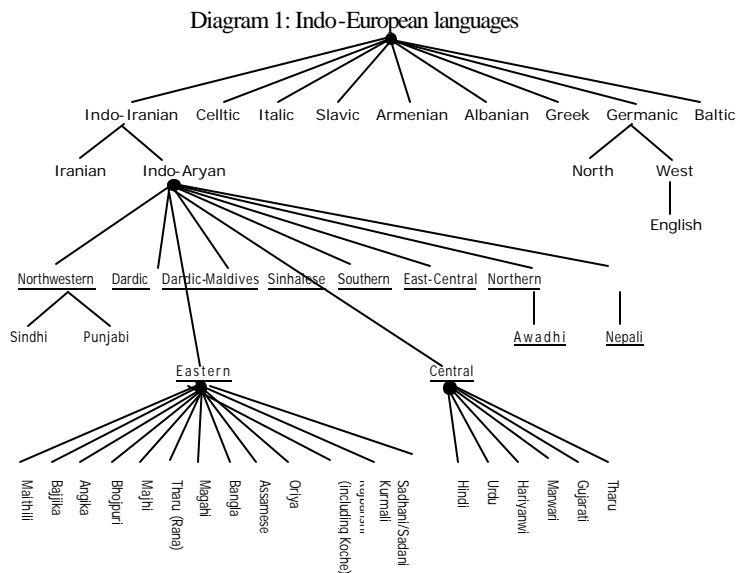 Diagram 1: Indo-European languages
Indo-Iranian Celltic Italic Slavic Armenian Albanian Greek Germanic Baltic
Iranian Indo-Aryan North West
English
Northwestern Dardic Dardic-Maldives Sinhalese Southern East-Central Northern
Sindhi Punjabi Awadhi Nepali
Eastern Central
Maithili
Bajjika
Angika
Bhojpuri
Majhi
Tharu (Rana)
Magahi
Bangla
Assamese
Oriya
(including Koche)
Kurmali
Sadhani/Sadani
Hindi
Urdu
Hariyanwi
Marwari
Gujarati
Tharu